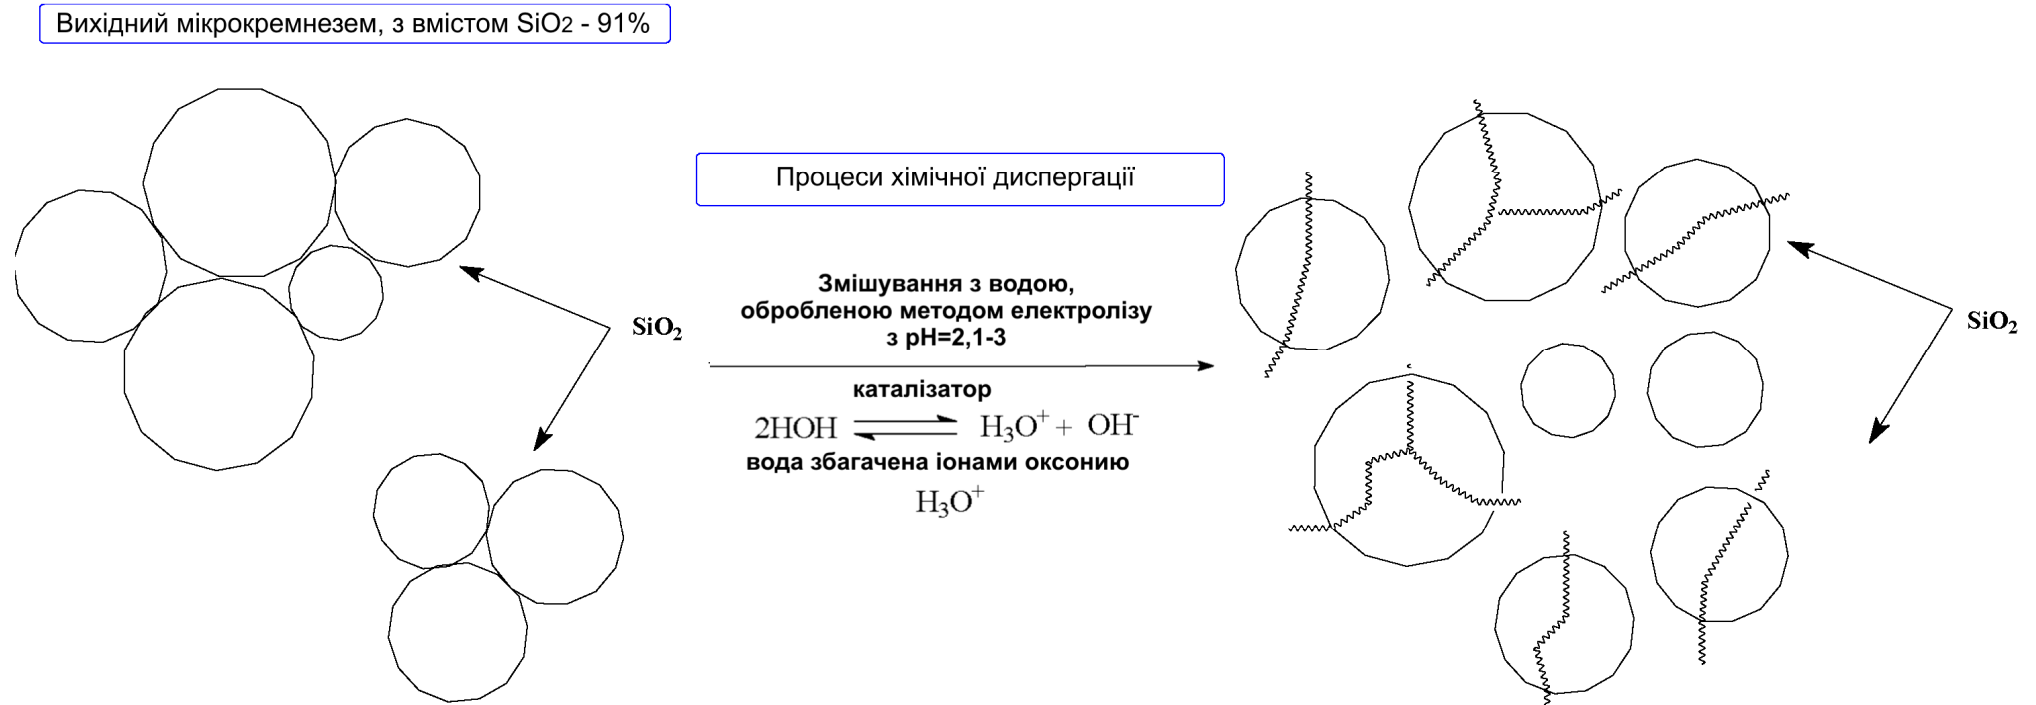 Вихідний мікрокремнезем, з вмістом SiO2 - 91%
Процеси хімічної диспергації
Змішування з водою,
обробленою методом електролізу
з pH=2,1-3
каталізатор
2HOH ⇌ H₃O⁺ + OH⁻
вода збагачена іонами оксонию
H₃O⁺
SiO₂
SiO₂